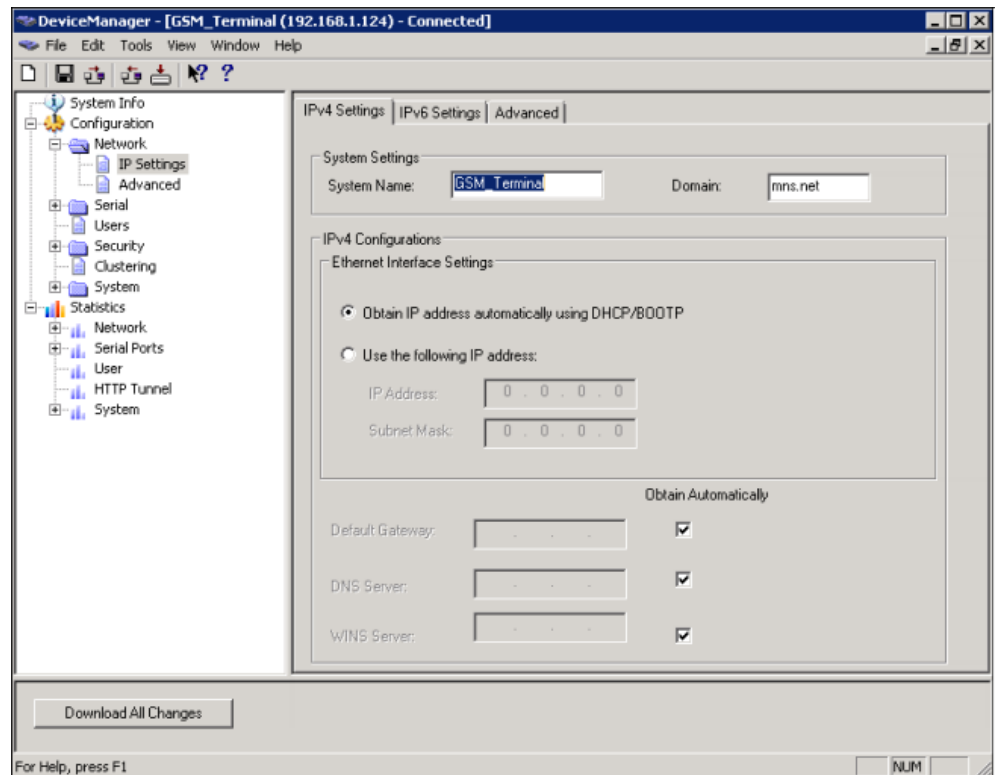 DeviceManager - [GSM_Terminal (192.168.1.124) - Connected]
File Edit Tools View Window Help
System Info
Configuration
Network
IP Settings
Advanced
Serial
Users
Security
Clustering
System
Statistics
Network
Serial Ports
User
HTTP Tunnel
System
IPv4 Settings IPv6 Settings Advanced
System Settings
System Name: GSM_Terminal Domain: mns.net
IPv4 Configurations
Ethernet Interface Settings
Obtain IP address automatically using DHCP/BOOTP
Use the following IP address:
IP Address: 0 . 0 . 0 . 0
Subnet Mask: 0 . 0 . 0 . 0
Obtain Automatically
Default Gateway: . . .
DNS Server: . . .
WINS Server: . . .
Download All Changes
For Help, press F1 NUM